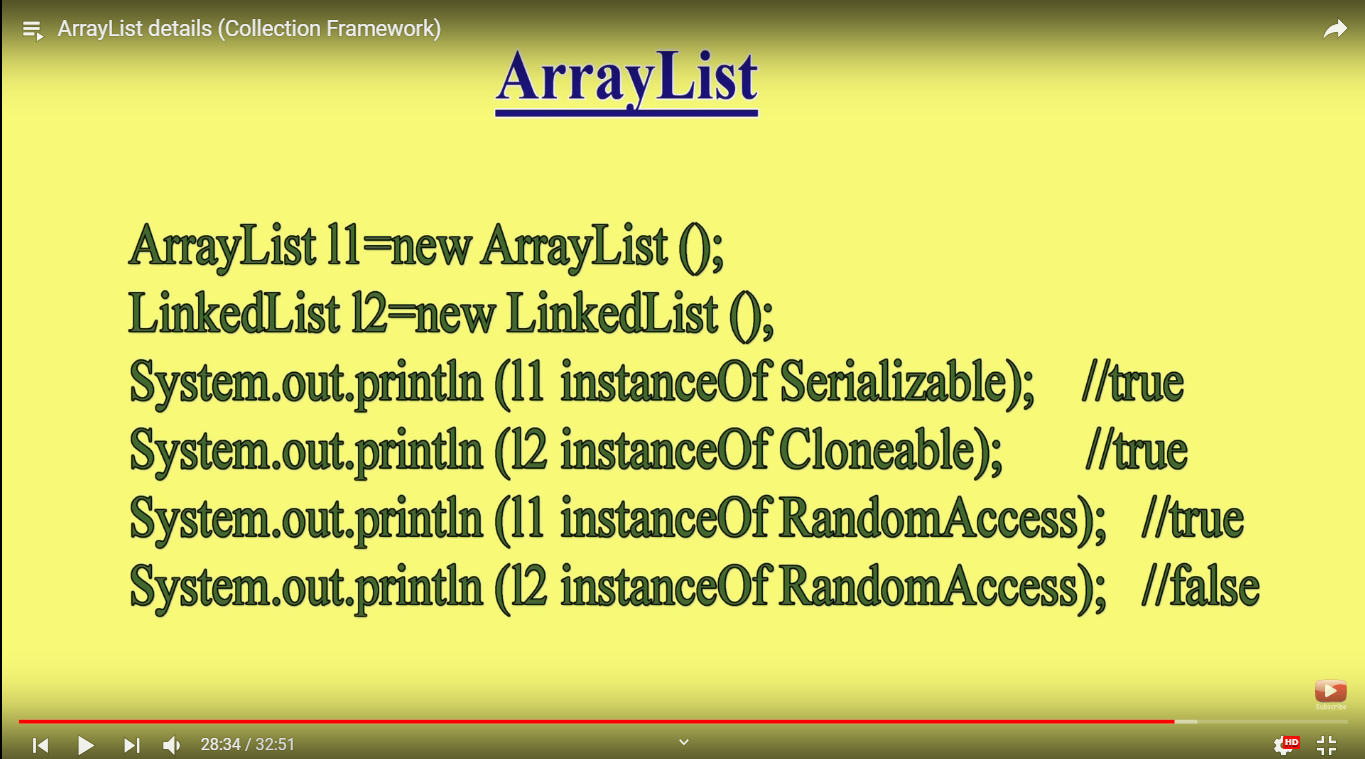 ArrayList details (Collection Framework)
ArrayList
ArrayList l1=new ArrayList ();
LinkedList l2=new LinkedList ();
System.out.println (l1 instanceOf Serializable); //true
System.out.println (l2 instanceOf Cloneable); //true
System.out.println (l1 instanceOf RandomAccess); //true
System.out.println (l2 instanceOf RandomAccess); //false
Subscribe
28:34 / 32:51
HD